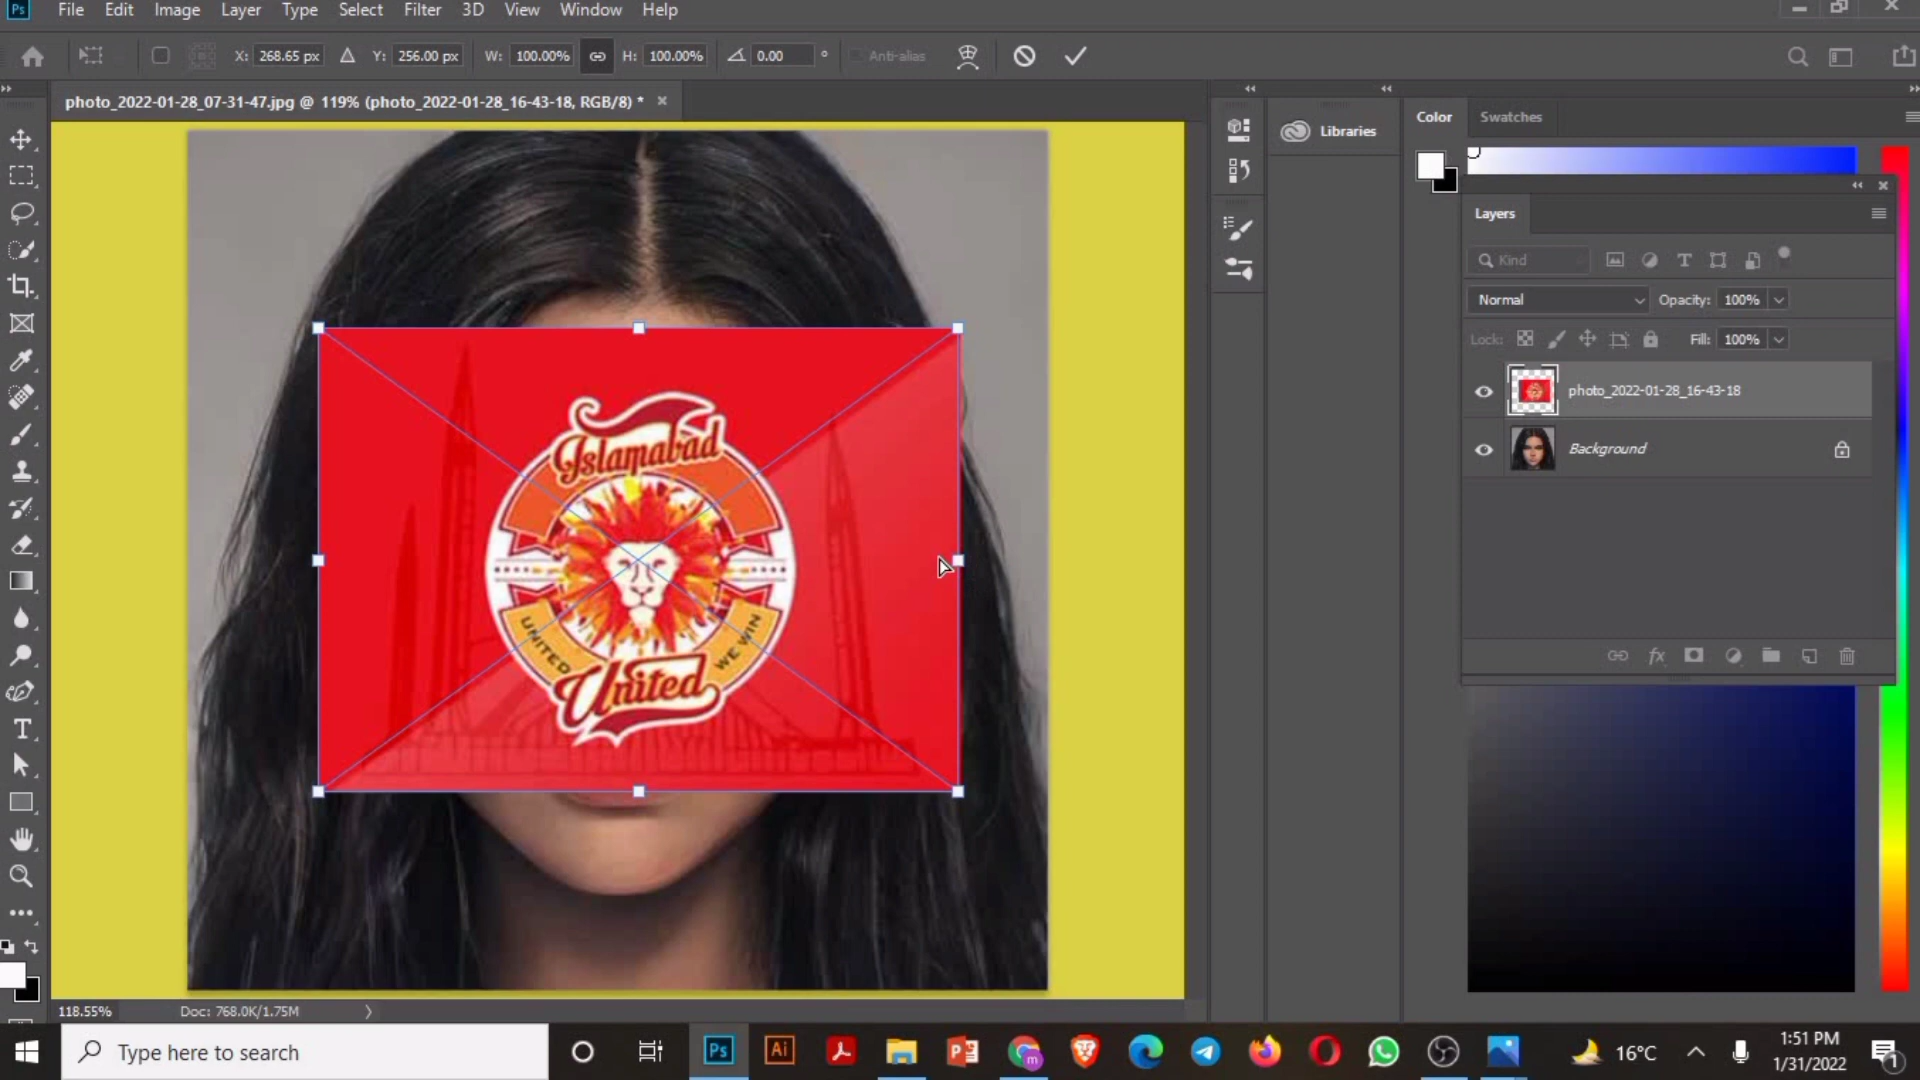 Ps File Edit Image Layer Type Select Filter 3D View Window Help
X: 268.65 px Y: 256.00 px W: 100.00% H: 100.00% 0.00 ° Anti-alias
photo_2022-01-28_07-31-47.jpg @ 119% (photo_2022-01-28_16-43-18, RGB/8) * ×
Libraries
Color Swatches
Layers
Kind
Normal Opacity: 100%
Lock: Fill: 100%
photo_2022-01-28_16-43-18
Background
Islamabad
UNITED WE WIN
United
118.55% Doc: 768.0K/1.75M
Type here to search
Ps Ai
m
16°C
1:51 PM
1/31/2022
1